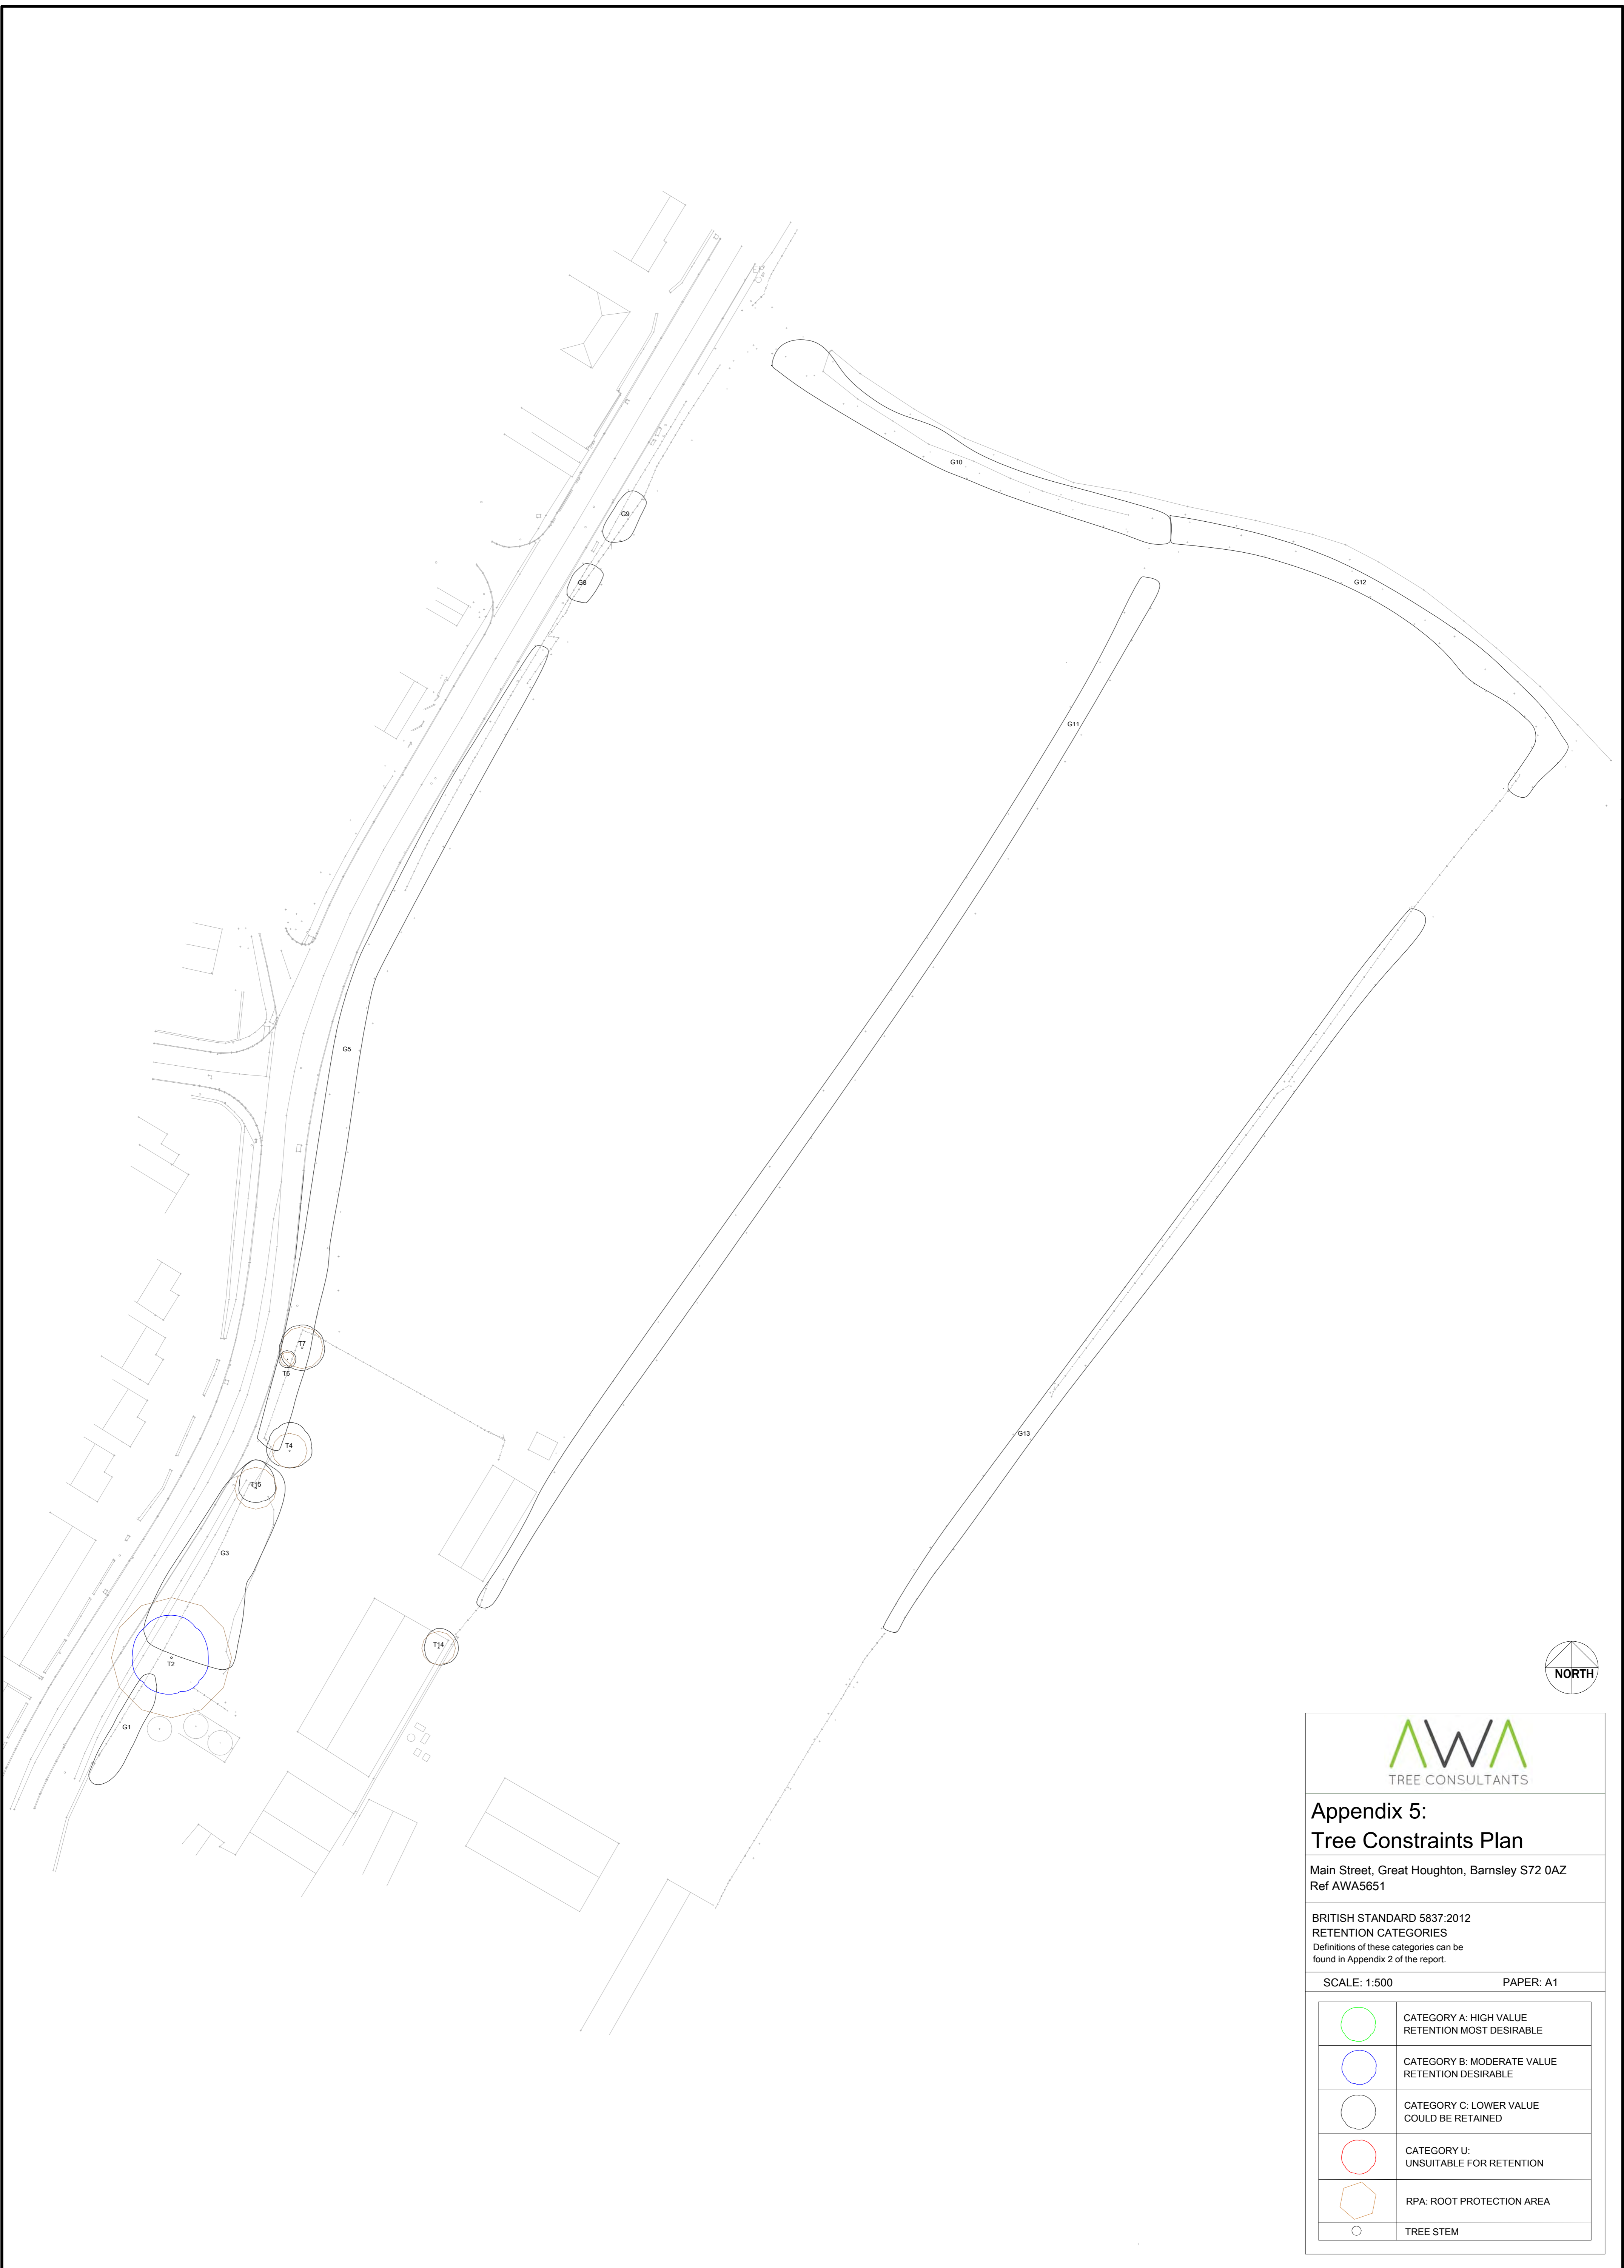 G10
G9
G8
G12
G11
G5
T7
T6
T4
T15
G13
G3
T14
T2
G1
NORTH
AWA
TREE CONSULTANTS
Appendix 5:
Tree Constraints Plan
Main Street, Great Houghton, Barnsley S72 0AZ
Ref AWA5651
BRITISH STANDARD 5837:2012
RETENTION CATEGORIES
Definitions of these categories can be
found in Appendix 2 of the report.
SCALE: 1:500 PAPER: A1
CATEGORY A: HIGH VALUE
RETENTION MOST DESIRABLE
CATEGORY B: MODERATE VALUE
RETENTION DESIRABLE
CATEGORY C: LOWER VALUE
COULD BE RETAINED
CATEGORY U:
UNSUITABLE FOR RETENTION
RPA: ROOT PROTECTION AREA
TREE STEM